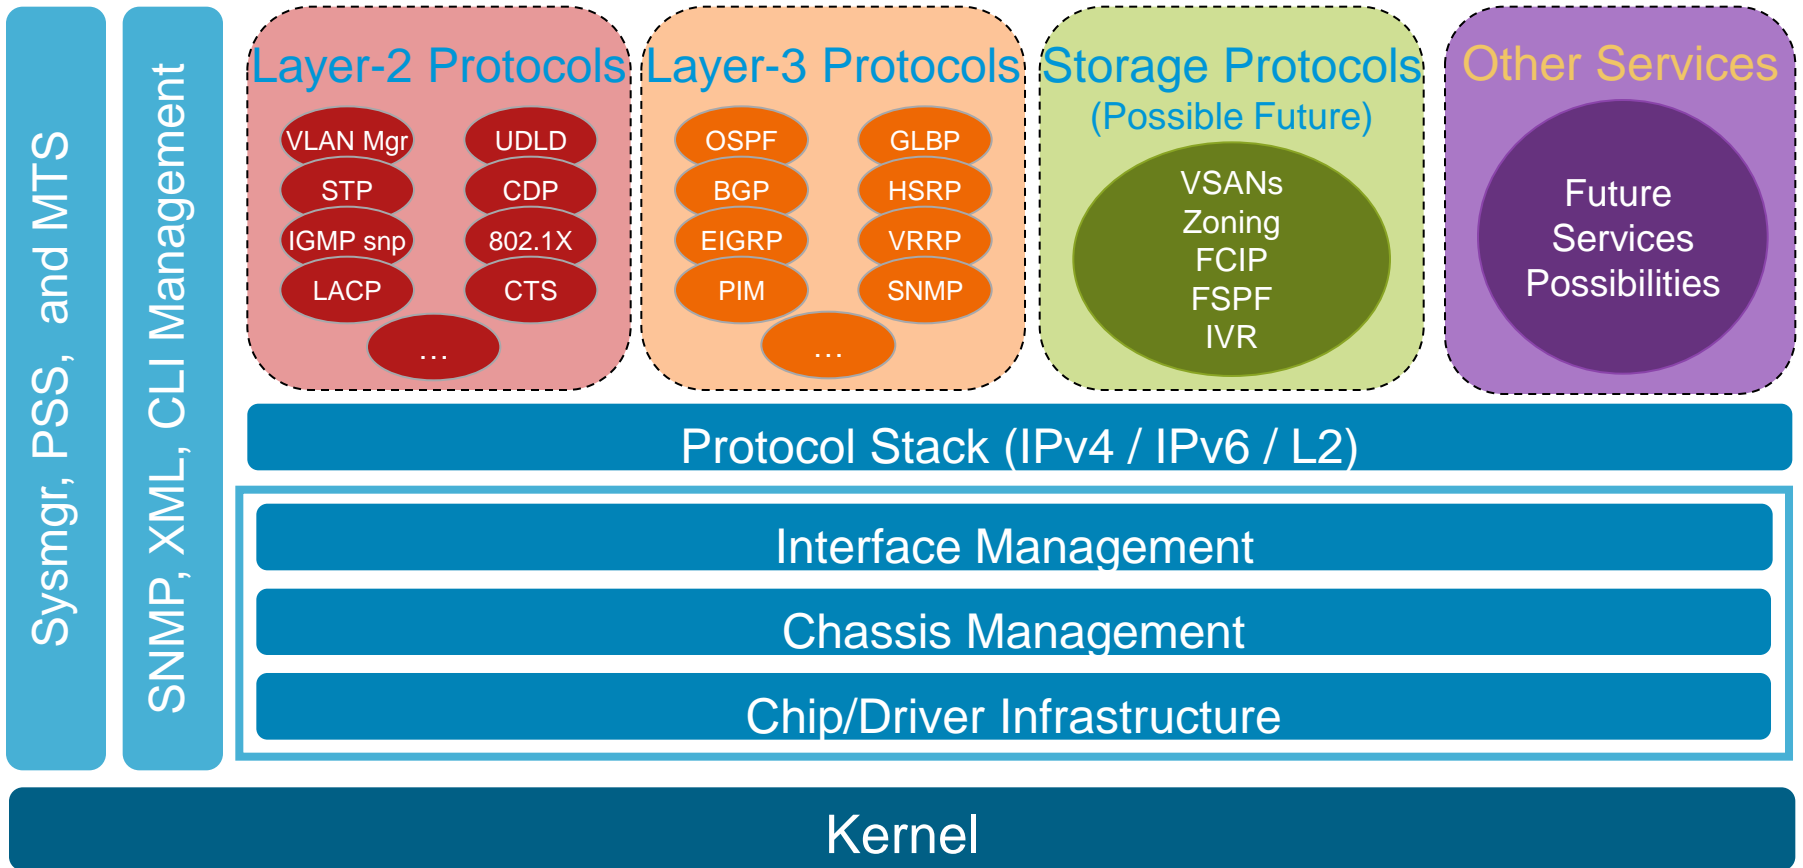 Sysmgr, PSS, and MTS
SNMP, XML, CLI Management
Layer-2 Protocols
VLAN Mgr
STP
IGMP snp
LACP
UDLD
CDP
802.1X
CTS
...
Layer-3 Protocols
OSPF
BGP
EIGRP
PIM
GLBP
HSRP
VRRP
SNMP
...
Storage Protocols
(Possible Future)
VSANs
Zoning
FCIP
FSPF
IVR
Other Services
Future
Services
Possibilities
Protocol Stack (IPv4 / IPv6 / L2)
Interface Management
Chassis Management
Chip/Driver Infrastructure
Kernel